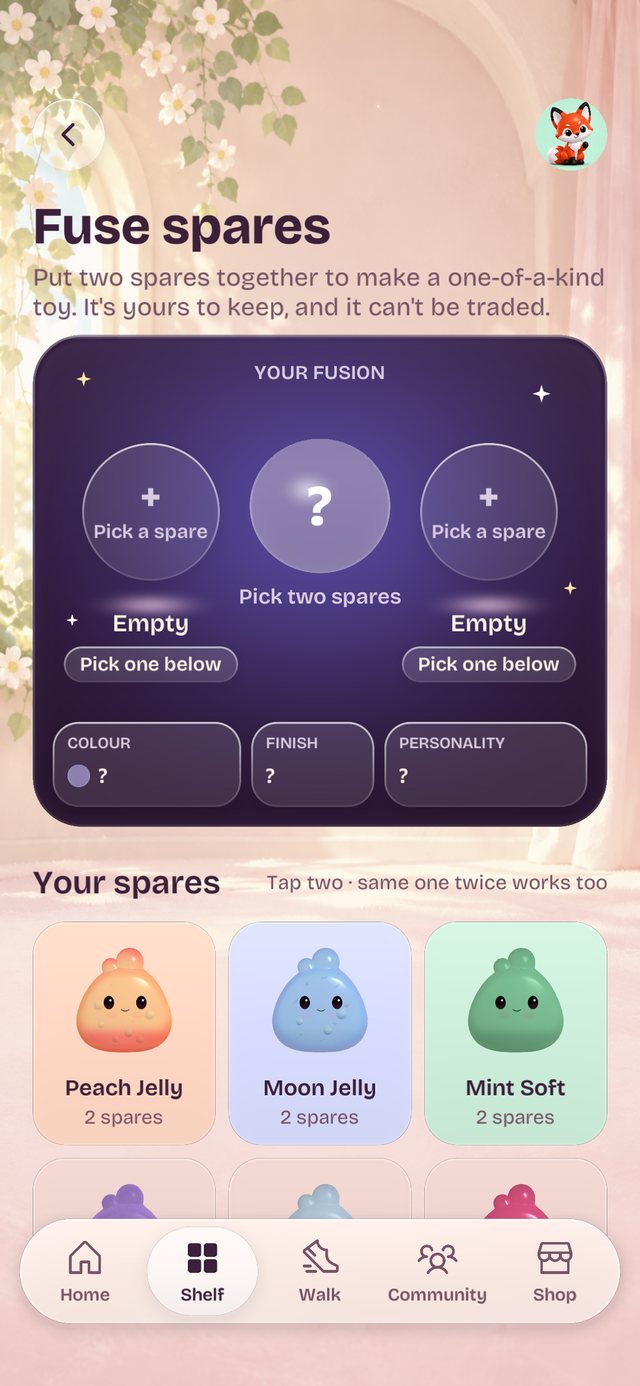 Fuse spares
Put two spares together to make a one-of-a-kind
toy. It's yours to keep, and it can't be traded.
YOUR FUSION
+
Pick a spare
?
+
Pick a spare
Pick two spares
Empty
Empty
Pick one below
Pick one below
COLOUR
?
FINISH
?
PERSONALITY
?
Your spares
Tap two · same one twice works too
Peach Jelly
2 spares
Moon Jelly
2 spares
Mint Soft
2 spares
Home
Shelf
Walk
Community
Shop